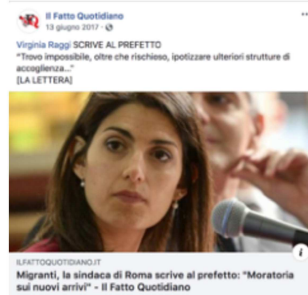 Il Fatto Quotidiano
13 giugno 2017
Virginia Raggi SCRIVE AL PREFETTO
"Trovo impossibile, oltre che rischioso, ipotizzare ulteriori strutture di
accoglienza..."
[LA LETTERA]
ILFATTOQUOTIDIANO.IT
Migranti, la sindaca di Roma scrive al prefetto: "Moratoria
sui nuovi arrivi" - Il Fatto Quotidiano